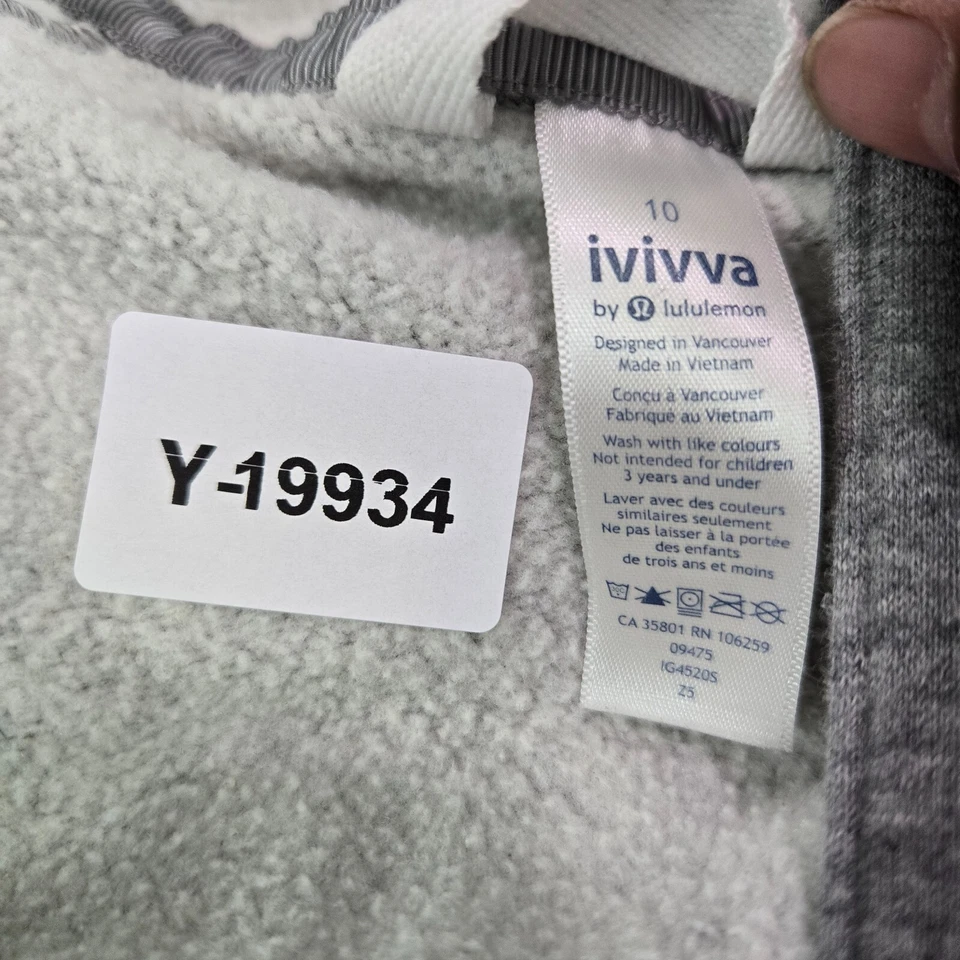 Y-19934
10
ivivva
by lululemon
Designed in Vancouver
Made in Vietnam
Conçu à Vancouver
Fabriqué au Vietnam
Wash with like colours
Not intended for children
3 years and under
Laver avec des couleurs
similaires seulement
Ne pas laisser à la portée
des enfants
de trois ans et moins
CA 35801 RN 106259
09475
IG4520S
Z5